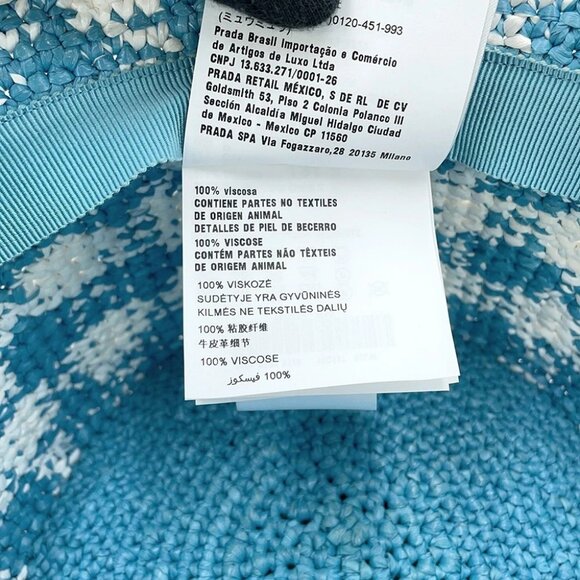 (ミュウミュウ) 0120-451-993
Prada Brasil Importação e Comércio
de Artigos de Luxo Ltda
CNPJ 13.633.271/0001-26
PRADA RETAIL MÉXICO, S DE RL DE CV
Goldsmith 53, Piso 2 Colonia Polanco III
Sección Alcaldía Miguel Hidalgo Ciudad
de Mexico - Mexico CP 11560
PRADA SPA Via Fogazzaro,28 20135 Milano
100% viscosa
CONTIENE PARTES NO TEXTILES
DE ORIGEN ANIMAL
DETALLES DE PIEL DE BECERRO
100% VISCOSE
CONTÉM PARTES NÃO TÊXTEIS
DE ORIGEM ANIMAL
100% VISKOZĖ
SUDĖTYJE YRA GYVŪNINĖS
KILMĖS NE TEKSTILĖS DALIŲ
100% 粘胶纤维
牛皮革细节
100% VISCOSE
100% فيسكوز